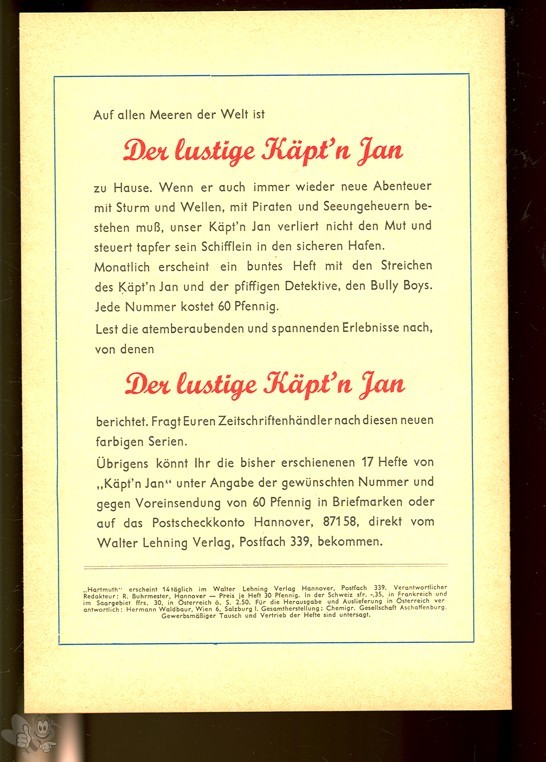 Auf allen Meeren der Welt ist
Der lustige Käpt'n Jan
zu Hause. Wenn er auch immer wieder neue Abenteuer
mit Sturm und Wellen, mit Piraten und Seeungeheuern be-
stehen muß, unser Käpt'n Jan verliert nicht den Mut und
steuert tapfer sein Schifflein in den sicheren Hafen.
Monatlich erscheint ein buntes Heft mit den Streichen
des Käpt'n Jan und der pfiffigen Detektive, den Bully Boys.
Jede Nummer kostet 60 Pfennig.
Lest die atemberaubenden und spannenden Erlebnisse nach,
von denen
Der lustige Käpt'n Jan
berichtet. Fragt Euren Zeitschriftenhändler nach diesen neuen
farbigen Serien.
Übrigens könnt Ihr die bisher erschienenen 17 Hefte von
„Käpt'n Jan“ unter Angabe der gewünschten Nummer und
gegen Voreinsendung von 60 Pfennig in Briefmarken oder
auf das Postscheckkonto Hannover, 871 58, direkt vom
Walter Lehning Verlag, Postfach 339, bekommen.
„Hartmuth“ erscheint 14täglich im Walter Lehning Verlag Hannover, Postfach 339. Verantwortlicher
Redakteur: R. Buhrmester, Hannover — Preis je Heft 30 Pfennig. In der Schweiz sfr. -,35, in Frankreich und
im Saargebiet ffrs. 30, in Österreich ö. S. 2.50. Für die Herausgabe und Auslieferung in Österreich ver
antwortlich: Hermann Waldbaur, Wien 6, Salzburg I. Gesamtherstellung: Chemigr. Gesellschaft Aschaffenburg.
Gewerbsmäßiger Tausch und Vertrieb der Hefte sind untersagt.